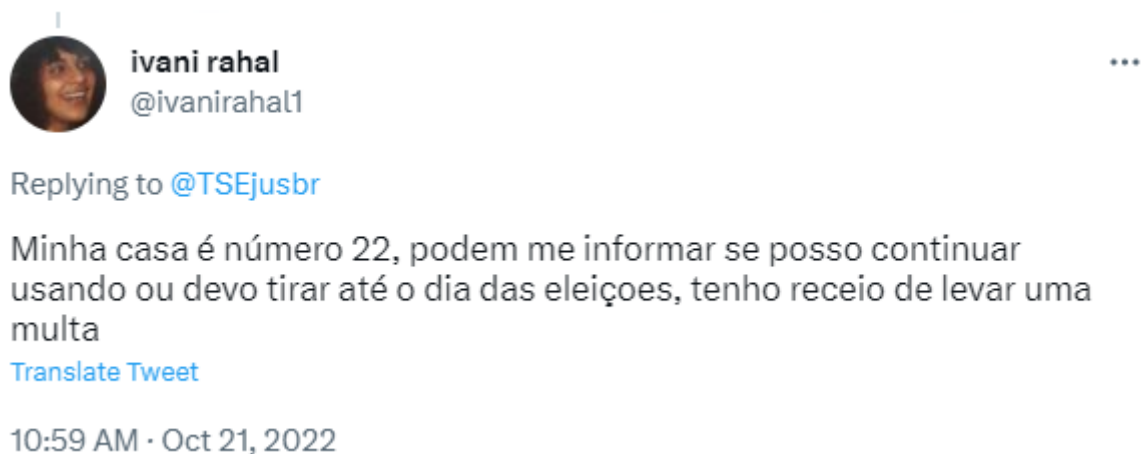 ivani rahal
@ivanirahal1
Replying to @TSEjusbr
Minha casa é número 22, podem me informar se posso continuar
usando ou devo tirar até o dia das eleiçoes, tenho receio de levar uma
multa
Translate Tweet
10:59 AM · Oct 21, 2022